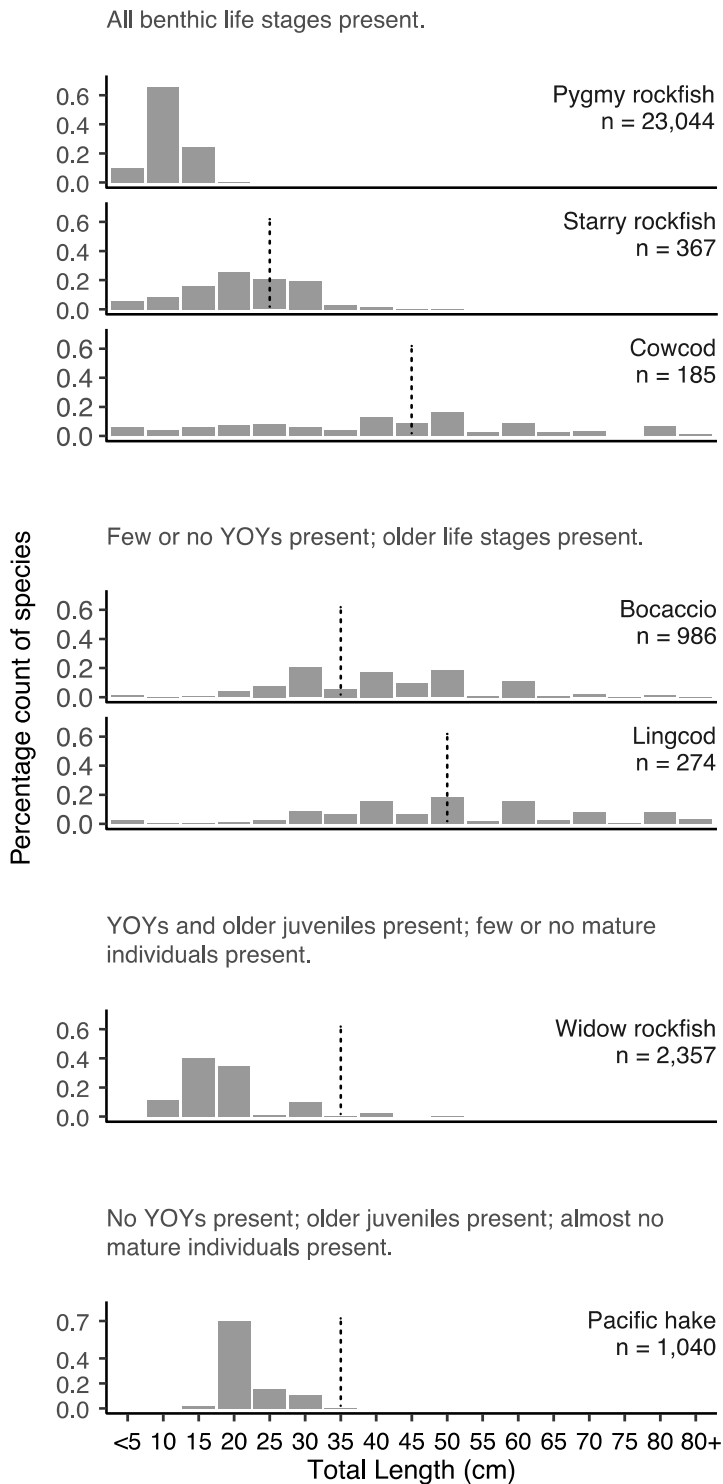 All benthic life stages present.
0.6
0.4
0.2
0.0
Pygmy rockfish
n = 23,044
0.6
0.4
0.2
0.0
Starry rockfish
n = 367
0.6
0.4
0.2
0.0
Cowcod
n = 185
Percentage count of species
Few or no YOYs present; older life stages present.
0.6
0.4
0.2
0.0
Bocaccio
n = 986
0.6
0.4
0.2
0.0
Lingcod
n = 274
YOYs and older juveniles present; few or no mature
individuals present.
0.6
0.4
0.2
0.0
Widow rockfish
n = 2,357
No YOYs present; older juveniles present; almost no
mature individuals present.
0.7
0.4
0.2
0.0
Pacific hake
n = 1,040
<5 10 15 20 25 30 35 40 45 50 55 60 65 70 80 80 80+
Total Length (cm)